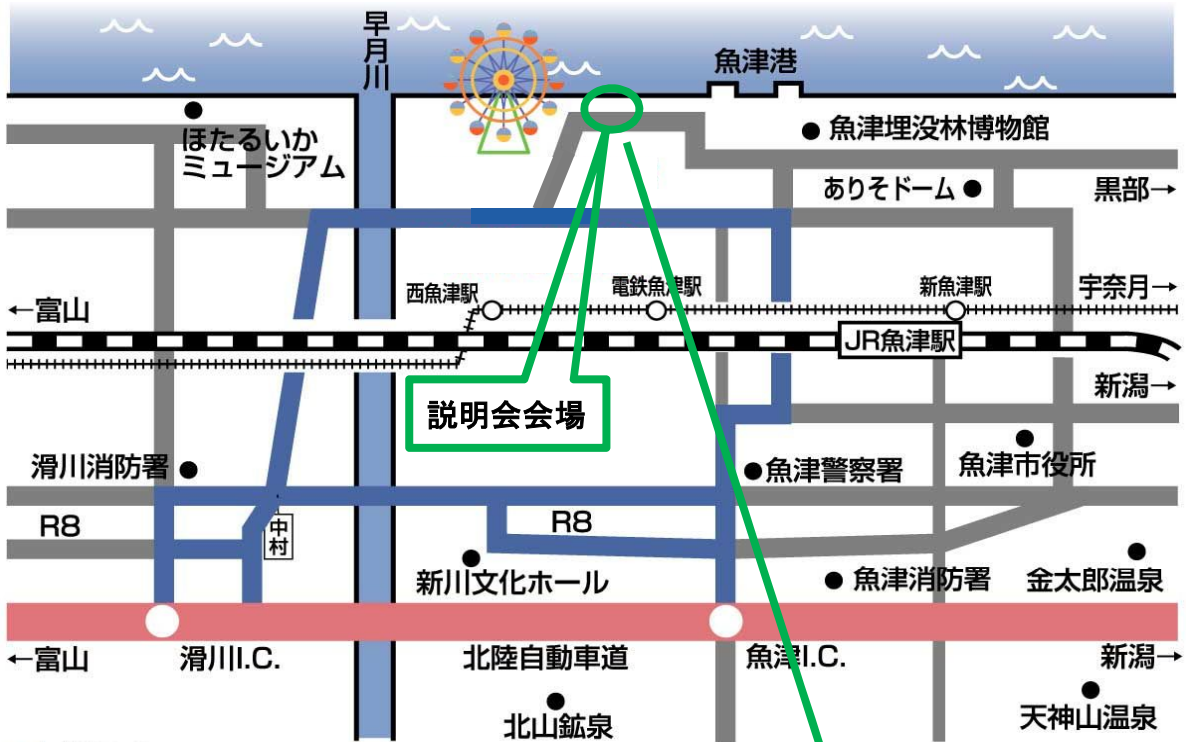 早月川
魚津港
ほたるいか
ミュージアム
魚津埋没林博物館
ありそドーム
黒部→
西魚津駅
電鉄魚津駅
新魚津駅
宇奈月→
←富山
JR魚津駅
新潟→
説明会会場
滑川消防署
魚津警察署
魚津市役所
R8
中村
R8
新川文化ホール
魚津消防署
金太郎温泉
←富山
滑川I.C.
北陸自動車道
魚津I.C.
新潟→
北山鉱泉
天神山温泉